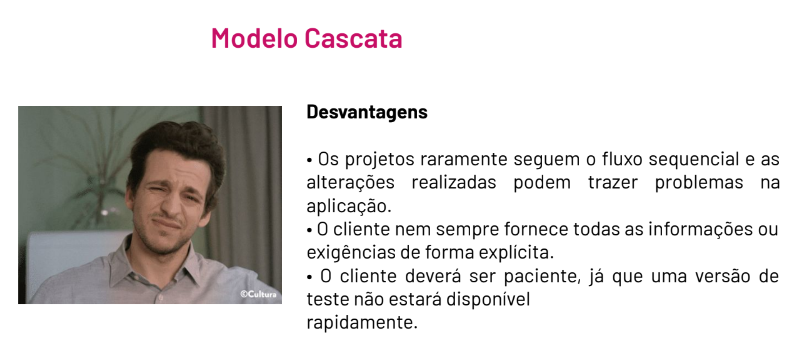 Modelo Cascata
Desvantagens
• Os projetos raramente seguem o fluxo sequencial e as
alterações realizadas podem trazer problemas na
aplicação.
• O cliente nem sempre fornece todas as informações ou
exigências de forma explícita.
• O cliente deverá ser paciente, já que uma versão de
teste não estará disponível
rapidamente.
©Cultura